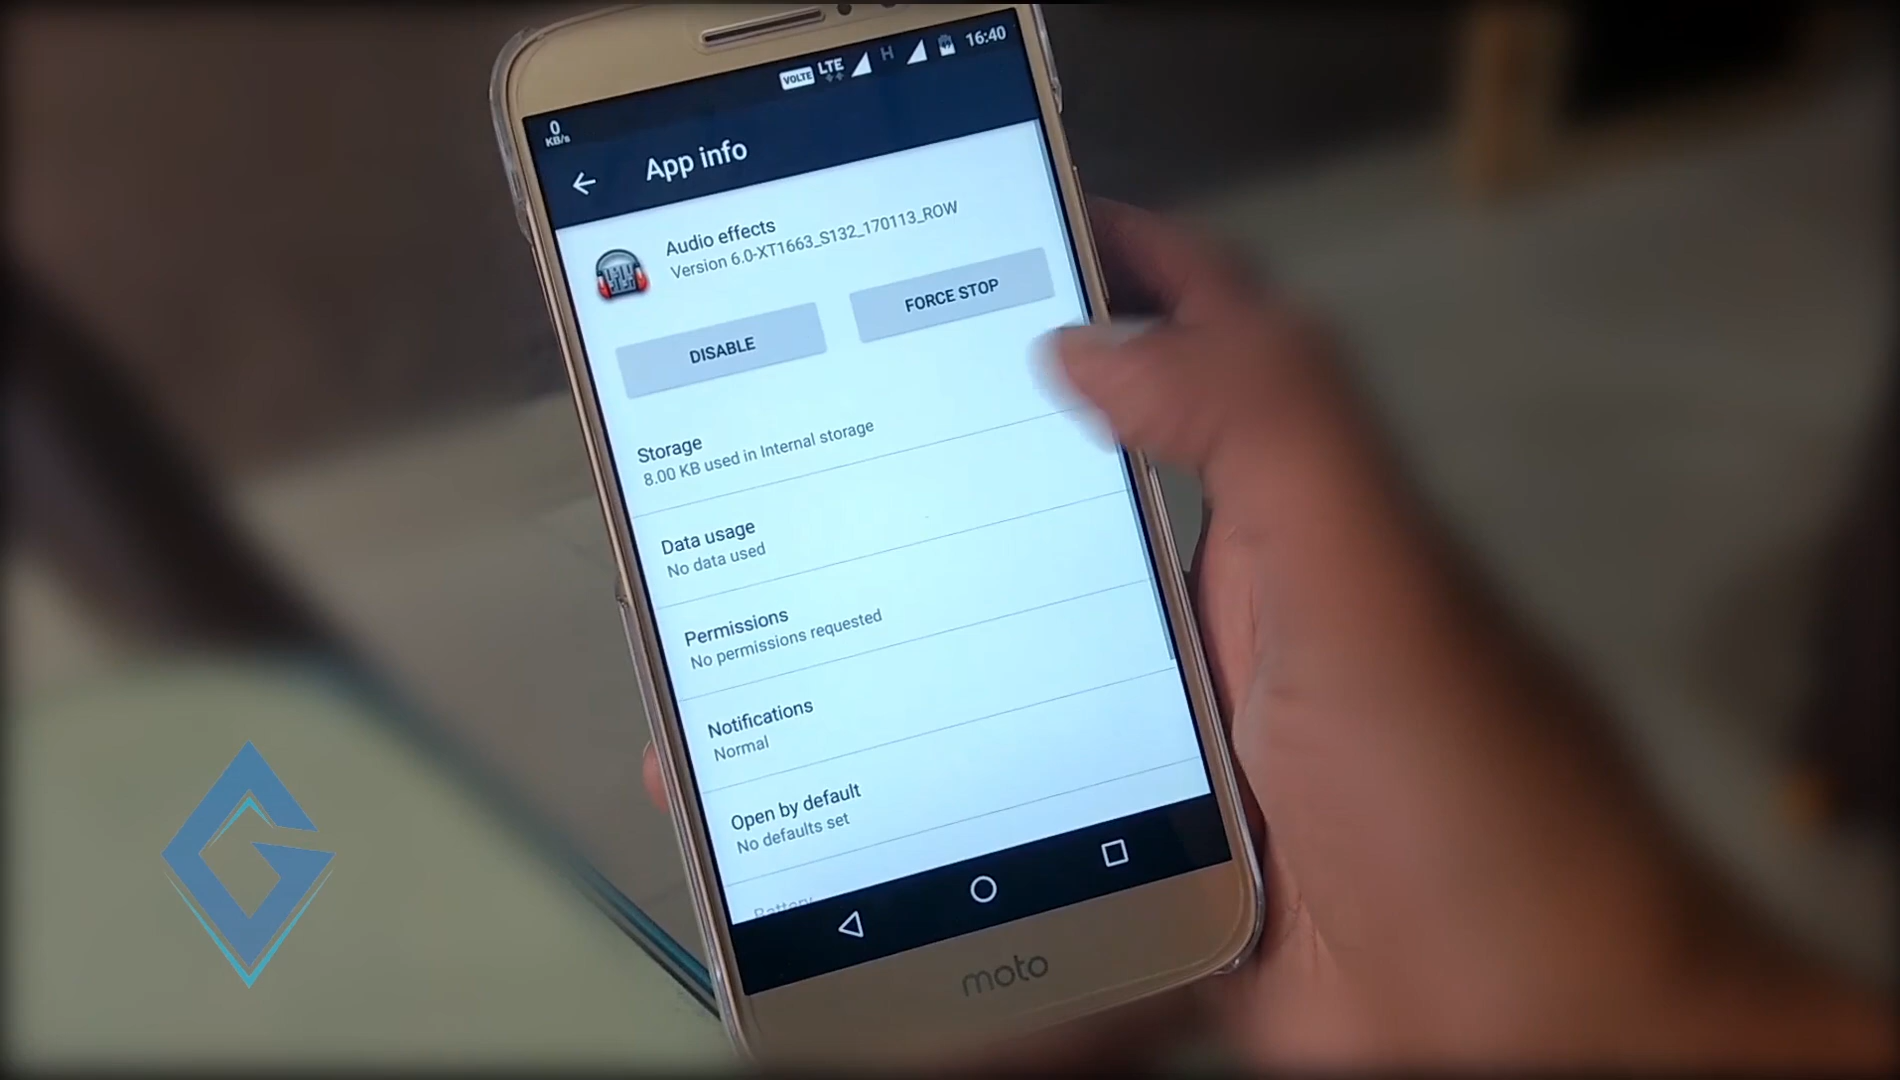 VOLTE LTE H 16:40
0
KB/s
App info
Audio effects
Version 6.0-XT1663_S132_170113_ROW
DISABLE FORCE STOP
Storage
8.00 KB used in Internal storage
Data usage
No data used
Permissions
No permissions requested
Notifications
Normal
Open by default
No defaults set
Battery
moto